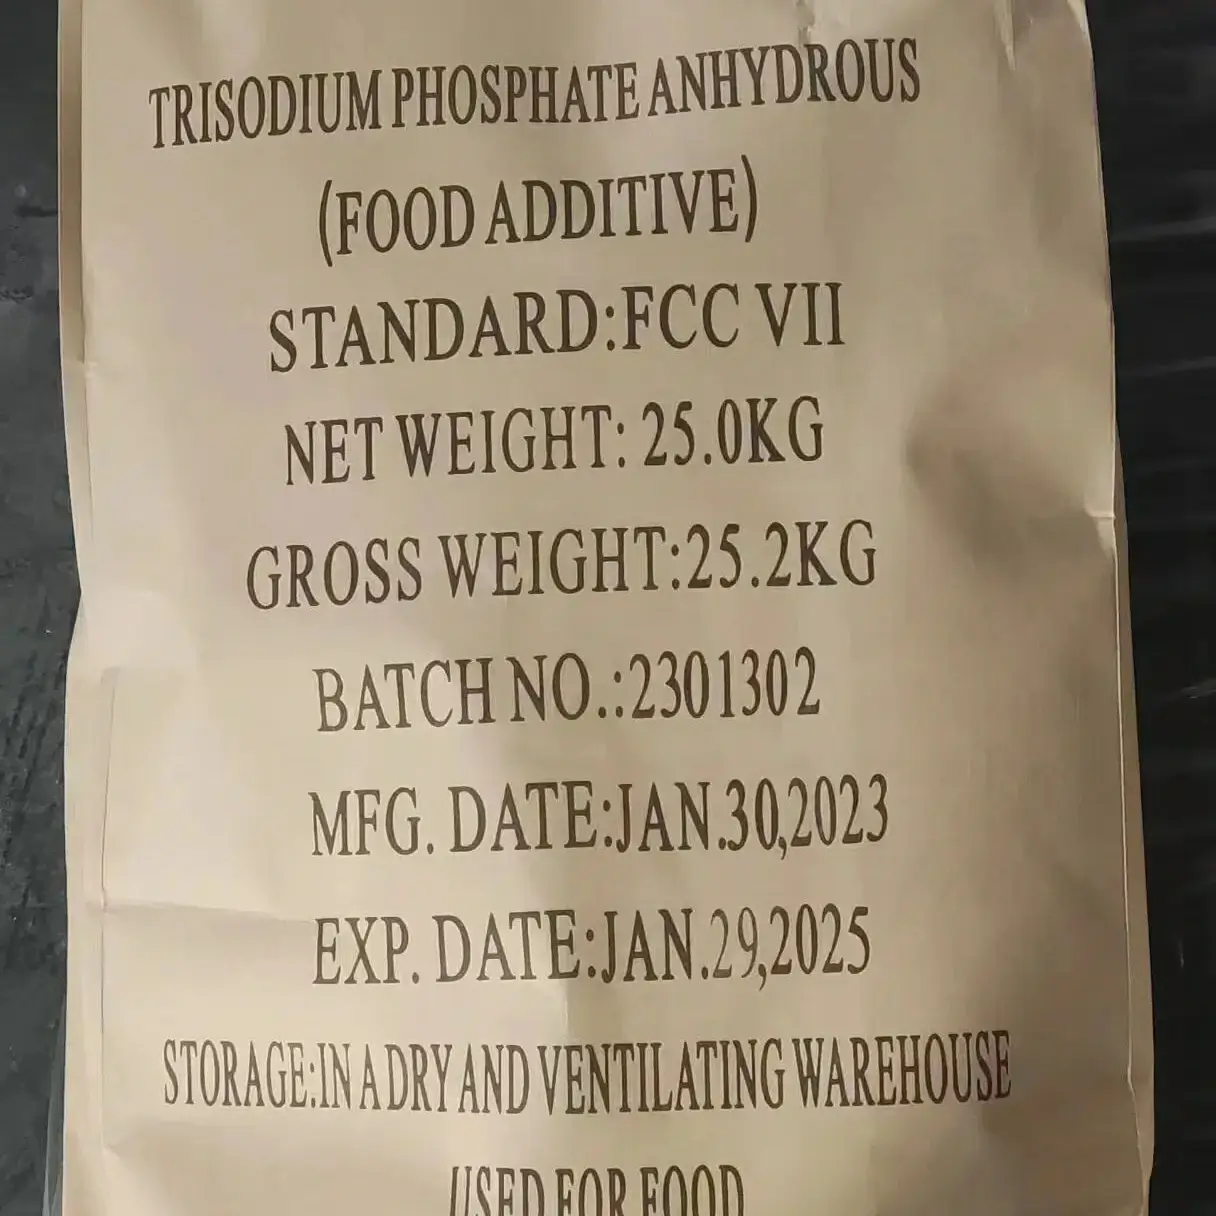 TRISODIUM PHOSPHATE ANHYDROUS
(FOOD ADDITIVE)
STANDARD:FCC VII
NET WEIGHT: 25.0KG
GROSS WEIGHT:25.2KG
BATCH NO.:2301302
MFG. DATE:JAN.30,2023
EXP. DATE:JAN.29,2025
STORAGE:IN A DRY AND VENTILATING WAREHOUSE
USED FOR FOOD